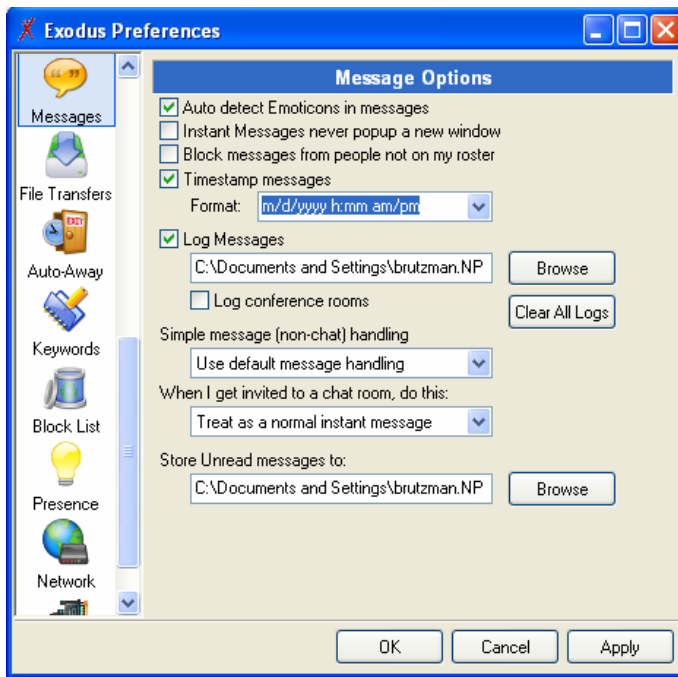 Exodus Preferences
Messages
File Transfers
EXIT
Auto-Away
Keywords
Block List
Presence
Network
Message Options
Auto detect Emoticons in messages
Instant Messages never popup a new window
Block messages from people not on my roster
Timestamp messages
Format: m/d/yyyy h:mm am/pm
Log Messages
C:\Documents and Settings\brutzman.NP Browse
Log conference rooms
Clear All Logs
Simple message (non-chat) handling
Use default message handling
When I get invited to a chat room, do this:
Treat as a normal instant message
Store Unread messages to:
C:\Documents and Settings\brutzman.NP Browse
OK Cancel Apply